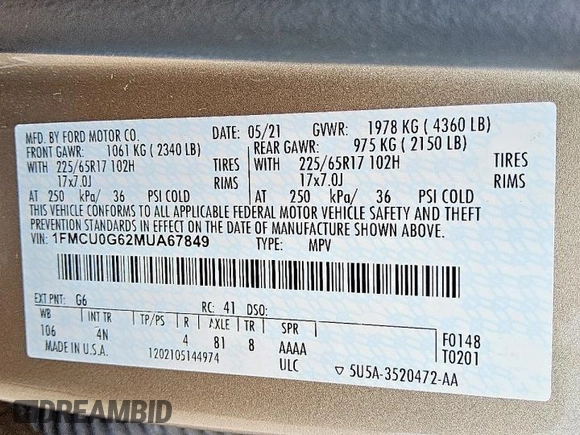 MFD. BY FORD MOTOR CO. 05/21 GVWR: 1978 KG ( 4360 LB)
FRONT GAWR: 1061 KG ( 2340 LB) REAR GAWR: 975 KG ( 2150 LB)
WITH 225/65R17 102H TIRES WITH 225/65R17 102H TIRES
17x7.0J RIMS 17x7.0J RIMS
AT 250 kPa/ 36 PSI COLD AT 250 kPa/ 36 PSI COLD
THIS VEHICLE CONFORMS TO ALL APPLICABLE FEDERAL MOTOR VEHICLE SAFETY AND THEFT
PREVENTION STANDARDS IN EFFECT ON THE DATE OF MANUFACTURE SHOWN ABOVE.
VIN: 1FMCU0G62MUA67849 TYPE: MPV
EXT PNT: G6 RC: 41 DSO:
WB INT TR TP/PS R AXLE TR SPR F0148
106 4N 4 81 8 AAAA T0201
MADE IN U.S.A. 1202105144974 ULC ▽ 5U5A-3520472-AA
DREAMBID